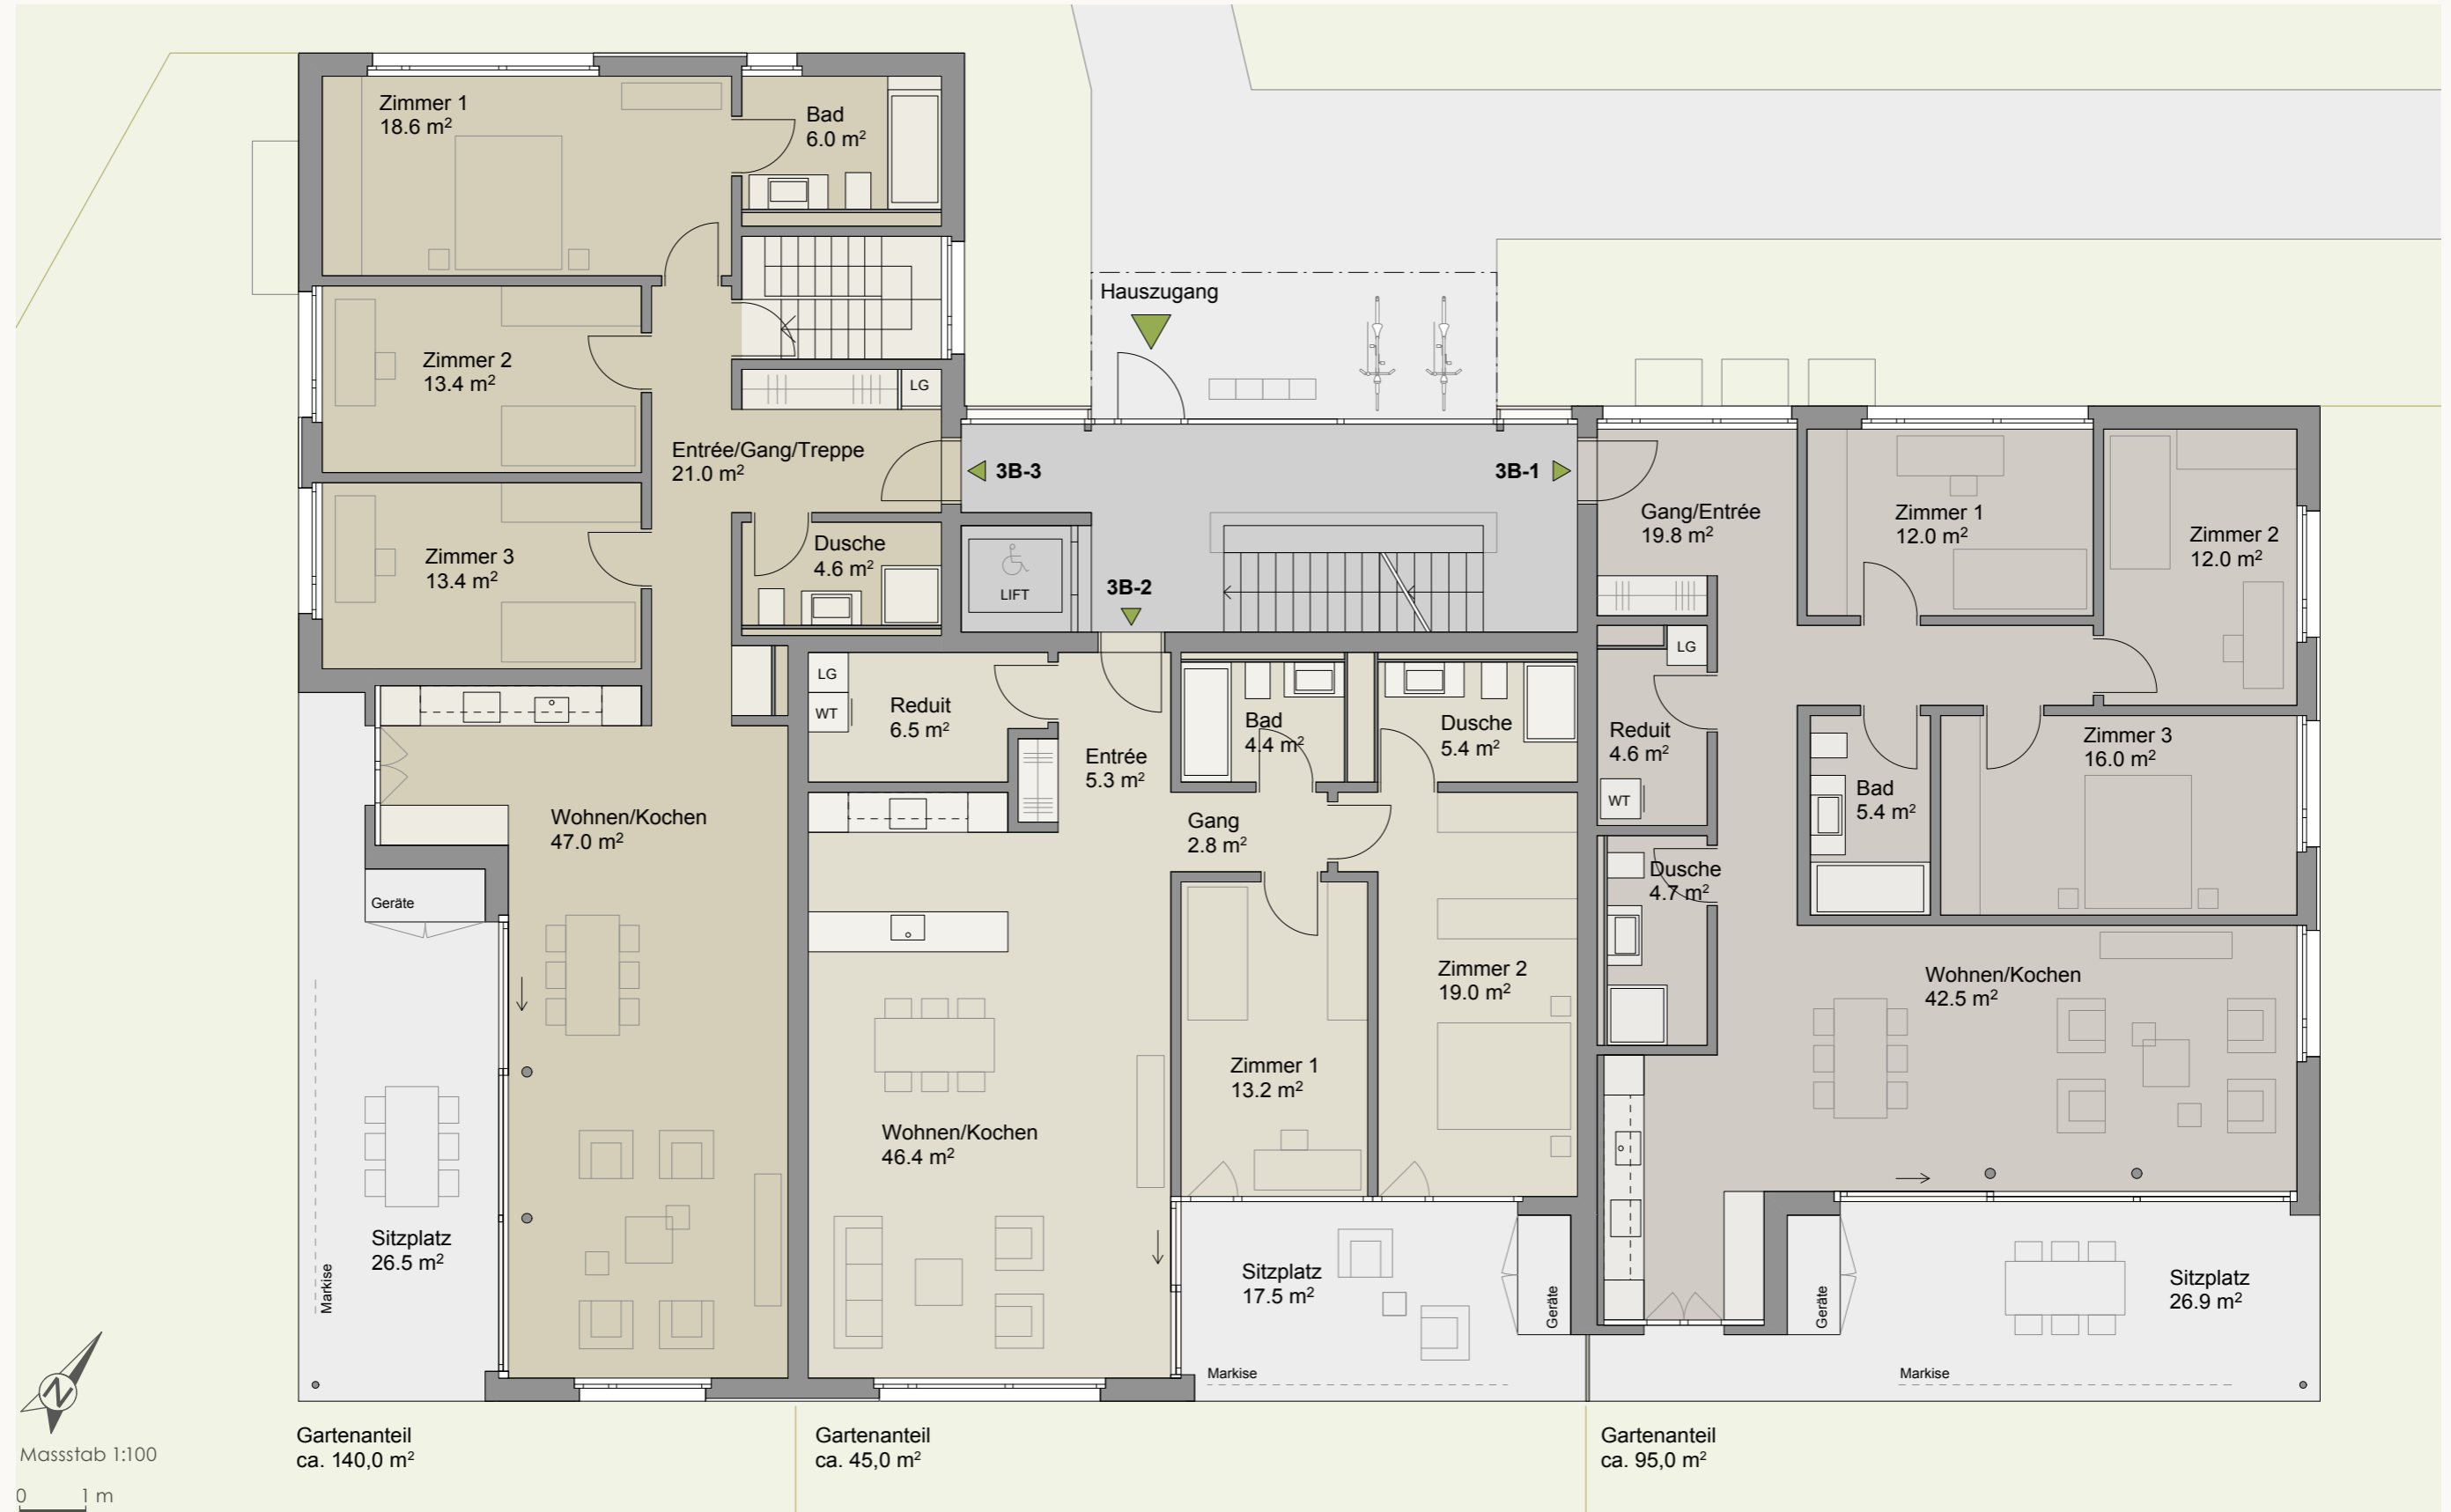 Zimmer 1
18.6 m²
Bad
6.0 m²
Zimmer 2
13.4 m²
LG
Entrée/Gang/Treppe
21.0 m²
Zimmer 3
13.4 m²
Dusche
4.6 m²
Wohnen/Kochen
47.0 m²
Geräte
Sitzplatz
26.5 m²
Markise
Hauszugang
3B-3
3B-1
3B-2
LIFT
LG
WT
Reduit
6.5 m²
Entrée
5.3 m²
Bad
4.4 m²
Dusche
5.4 m²
Gang
2.8 m²
Zimmer 1
13.2 m²
Zimmer 2
19.0 m²
Wohnen/Kochen
46.4 m²
Sitzplatz
17.5 m²
Geräte
Markise
Gang/Entrée
19.8 m²
Zimmer 1
12.0 m²
Zimmer 2
12.0 m²
LG
Reduit
4.6 m²
WT
Zimmer 3
16.0 m²
Bad
5.4 m²
Dusche
4.7 m²
Wohnen/Kochen
42.5 m²
Geräte
Sitzplatz
26.9 m²
Markise
N
Massstab 1:100
0 1 m
Gartenanteil
ca. 140,0 m²
Gartenanteil
ca. 45,0 m²
Gartenanteil
ca. 95,0 m²